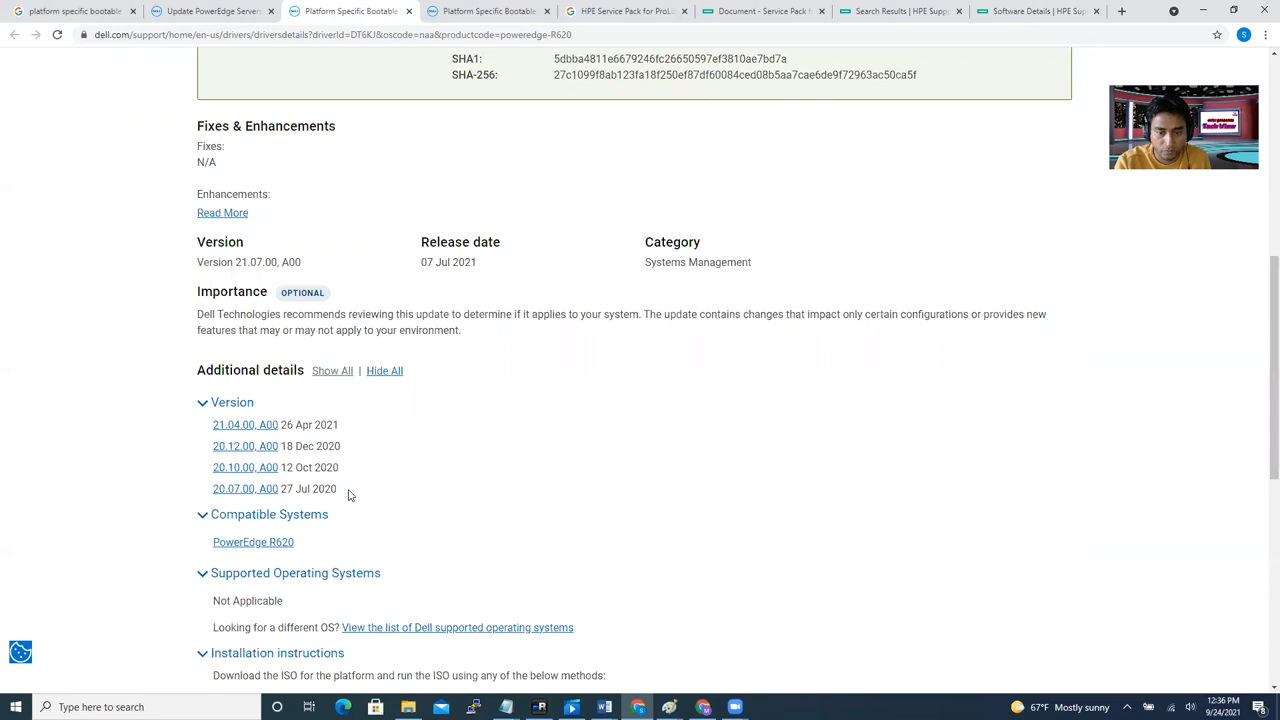 platform specific bootable
Update PowerEdge servers
Platform Specific Bootable
Platform Specific Bootable
HPE Service Pack for ProL
Document - Service Pack f
Search Results | HPE Supp
Software Details | HPE Sup
dell.com/support/home/en-us/drivers/driversdetails?driverId=DT6KJ&oscode=naa&productcode=poweredge-R620
S
SHA1: 5dbba4811e6679246fc26650597ef3810ae7bd7a
SHA-256: 27c1099f8ab123fa18f250ef87df60084ced08b5aa7cae6de9f72963ac50ca5f
Tech View
Fixes & Enhancements
Fixes:
N/A
Enhancements:
Read More
Version Release date Category
Version 21.07.00, A00 07 Jul 2021 Systems Management
Importance OPTIONAL
Dell Technologies recommends reviewing this update to determine if it applies to your system. The update contains changes that impact only certain configurations or provides new
features that may or may not apply to your environment.
Additional details Show All | Hide All
Version
21.04.00, A00 26 Apr 2021
20.12.00, A00 18 Dec 2020
20.10.00, A00 12 Oct 2020
20.07.00, A00 27 Jul 2020
Compatible Systems
PowerEdge R620
Supported Operating Systems
Not Applicable
Looking for a different OS? View the list of Dell supported operating systems
Installation instructions
Download the ISO for the platform and run the ISO using any of the below methods:
Type here to search
67°F Mostly sunny
12:36 PM
9/24/2021